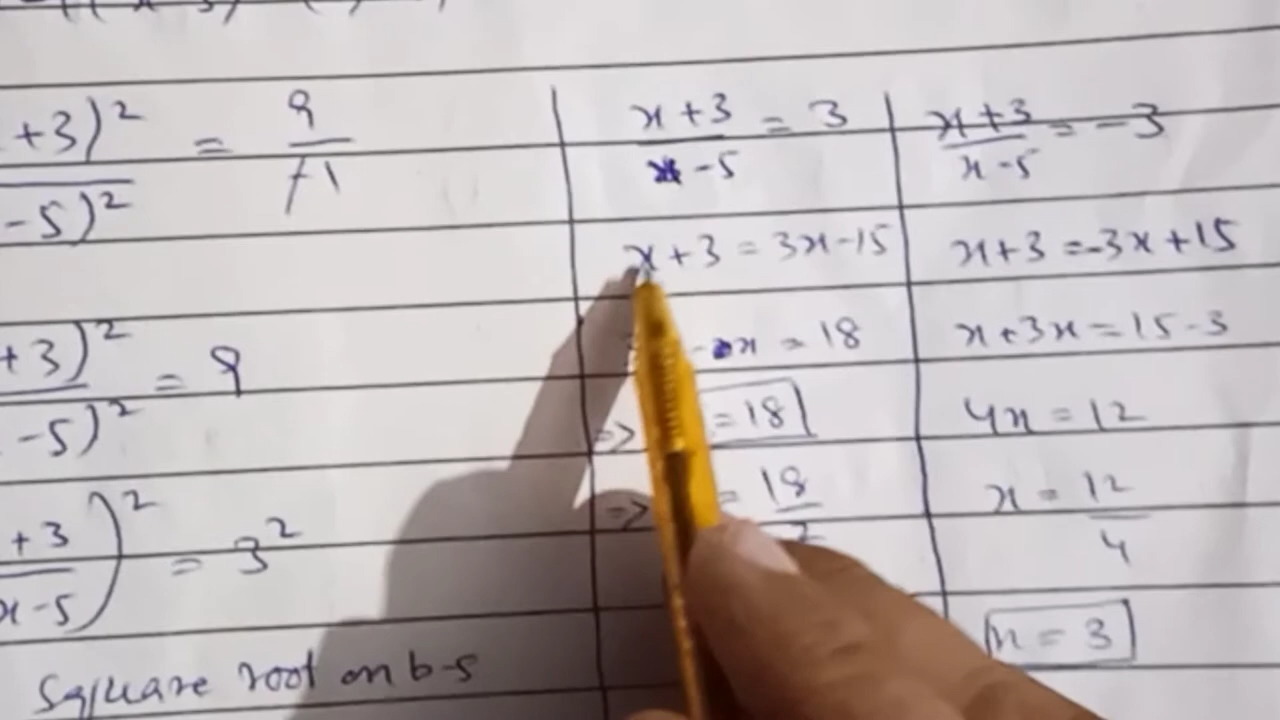 +3)² = 9/1
-5)²
+3)² = 9
-5)²
+3 )² = 3²
x-5
Square root on b-s
x+3 = 3
x-5
x+3 = 3x-15
-x = 18
=> = 18
=> = 18
x+3 = -3
x-5
x+3 = -3x+15
x+3x = 15-3
4x = 12
x = 12
4
x = 3